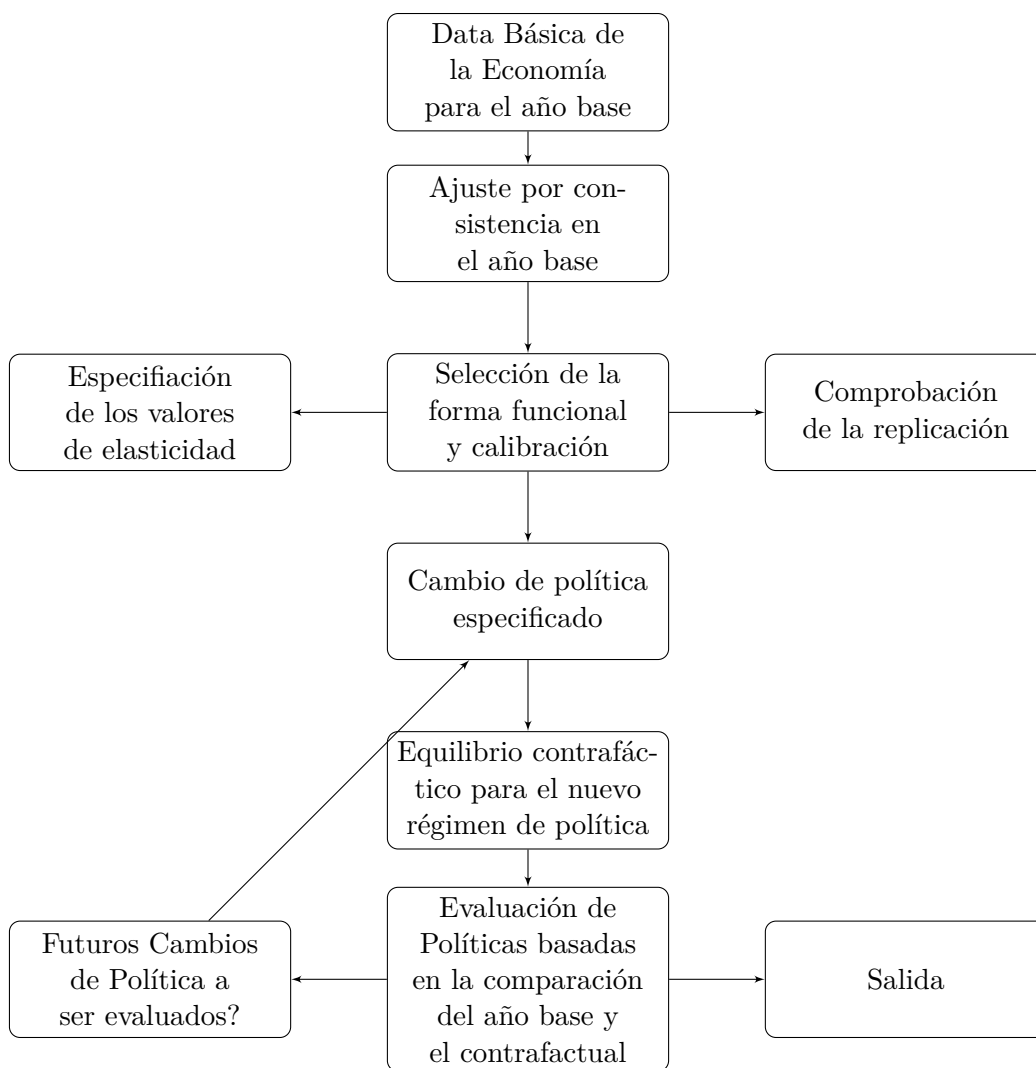 Data Básica de
la Economía
para el año base
Ajuste por con-
sistencia en
el año base
Especifiación
de los valores
de elasticidad
Selección de la
forma funcional
y calibración
Comprobación
de la replicación
Cambio de política
especificado
Equilibrio contrafác-
tico para el nuevo
régimen de política
Futuros Cambios
de Política a
ser evaluados?
Evaluación de
Políticas basadas
en la comparación
del año base y
el contrafactual
Salida